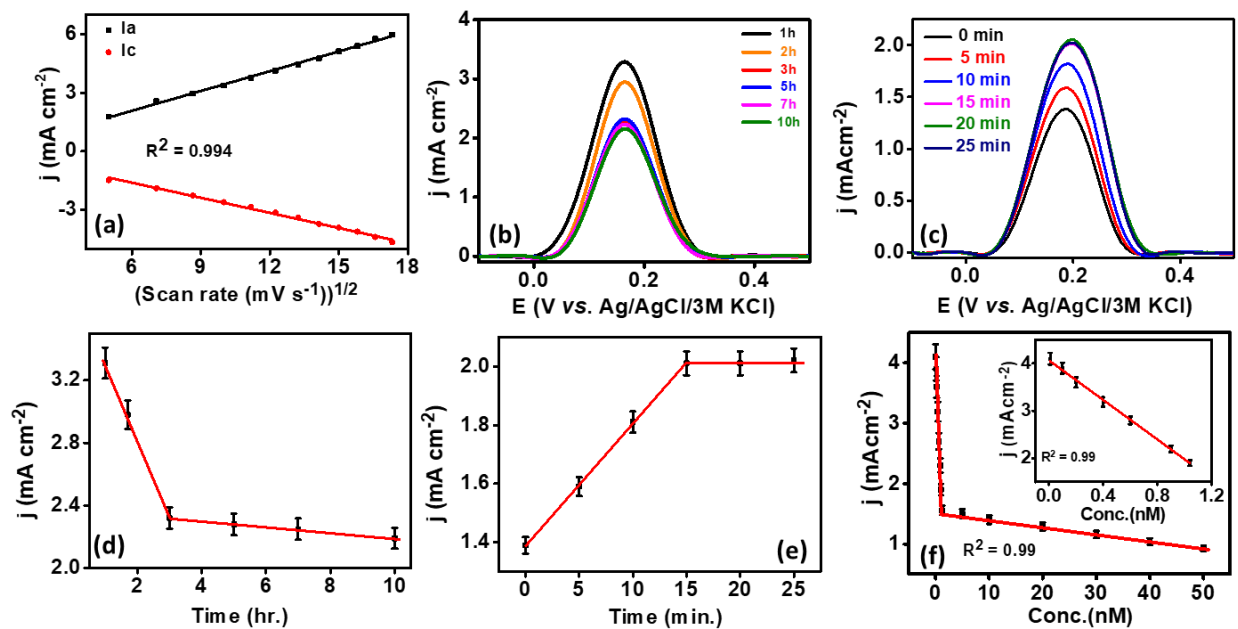 j (mA cm-2)
6
3
0
-3
Ia
Ic
R2 = 0.994
(a)
6
9
12
15
18
(Scan rate (mV s-1))1/2
j (mA cm-2)
4
3
2
1
0
1h
2h
3h
5h
7h
10h
(b)
0.0
0.2
0.4
E (V vs. Ag/AgCl/3M KCl)
j (mAcm-2)
2.0
1.5
1.0
0.5
0.0
0 min
5 min
10 min
15 min
20 min
25 min
(c)
0.0
0.2
0.4
E (V vs. Ag/AgCl/3M KCl)
j (mA cm-2)
3.2
2.8
2.4
2.0
(d)
2
4
6
8
10
Time (hr.)
j (mA cm-2)
2.0
1.8
1.6
1.4
(e)
0
5
10
15
20
25
Time (min.)
j (mAcm-2)
4
3
2
1
j (mAcm-2)
4
3
2
R2 = 0.99
0.0
0.4
0.8
1.2
Conc.(nM)
(f)
R2 = 0.99
0
10
20
30
40
50
Conc.(nM)